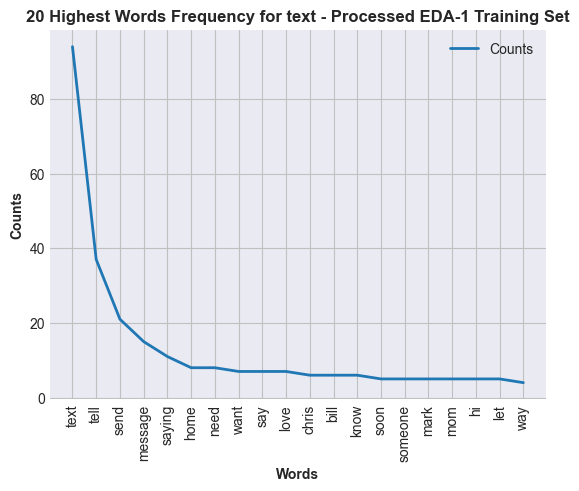 20 Highest Words Frequency for text - Processed EDA-1 Training Set
Counts
Counts
80
60
40
20
0
text
tell
send
message
saying
home
need
want
say
love
chris
bill
know
soon
someone
mark
mom
hi
let
way
Words